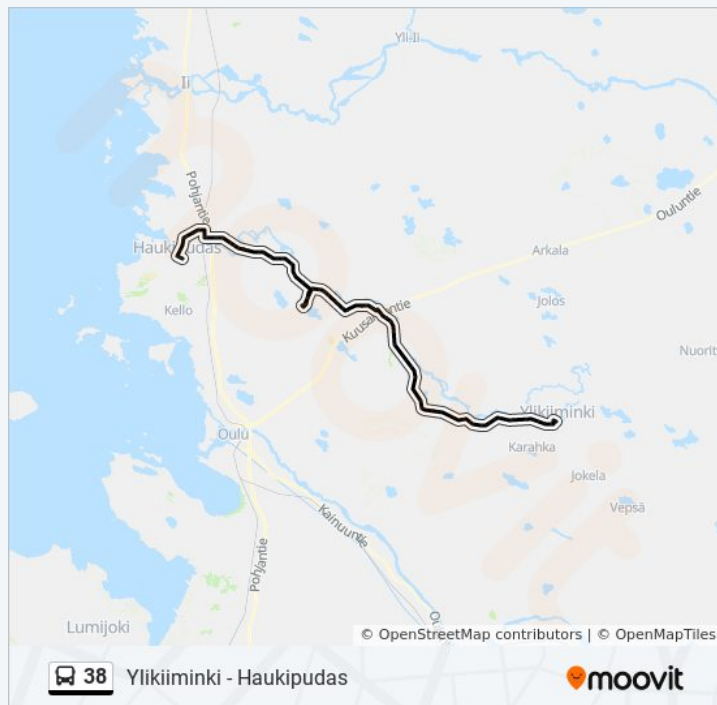 Yli-Ii
Ii
Pohjantie
Ouluntie
Haukipudas
Arkala
Jolos
Kello
Kuusamontie
Nuorit
Ylikiiminki
Oulu
Karahka
Jokela
Vepsä
Kainuuntie
Pohjantie
Ou
Lumijoki
© OpenStreetMap contributors | © OpenMapTiles
38 Ylikiiminki - Haukipudas
moovit